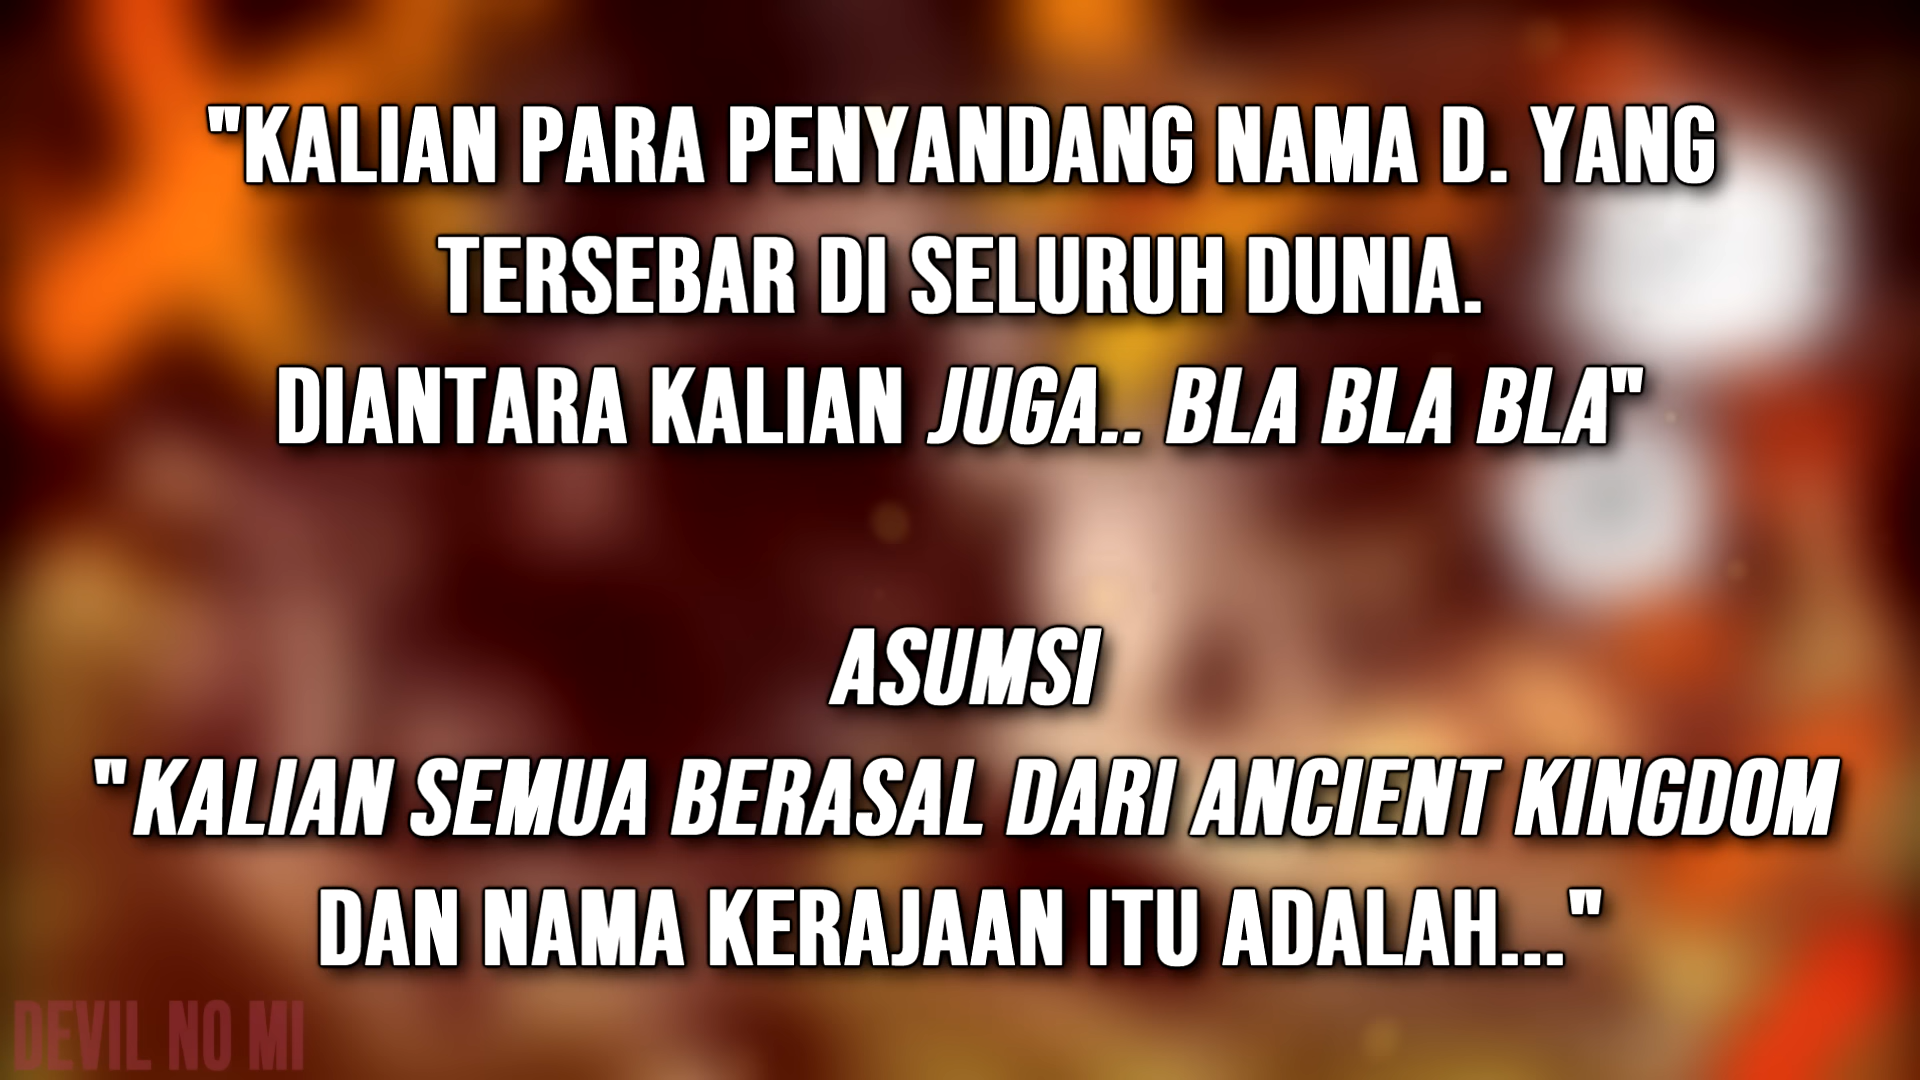 "KALIAN PARA PENYANDANG NAMA D. YANG
TERSEBAR DI SELURUH DUNIA.
DIANTARA KALIAN JUGA.. BLA BLA BLA"
ASUMSI
"KALIAN SEMUA BERASAL DARI ANCIENT KINGDOM
DAN NAMA KERAJAAN ITU ADALAH..."
DEVIL NO MI